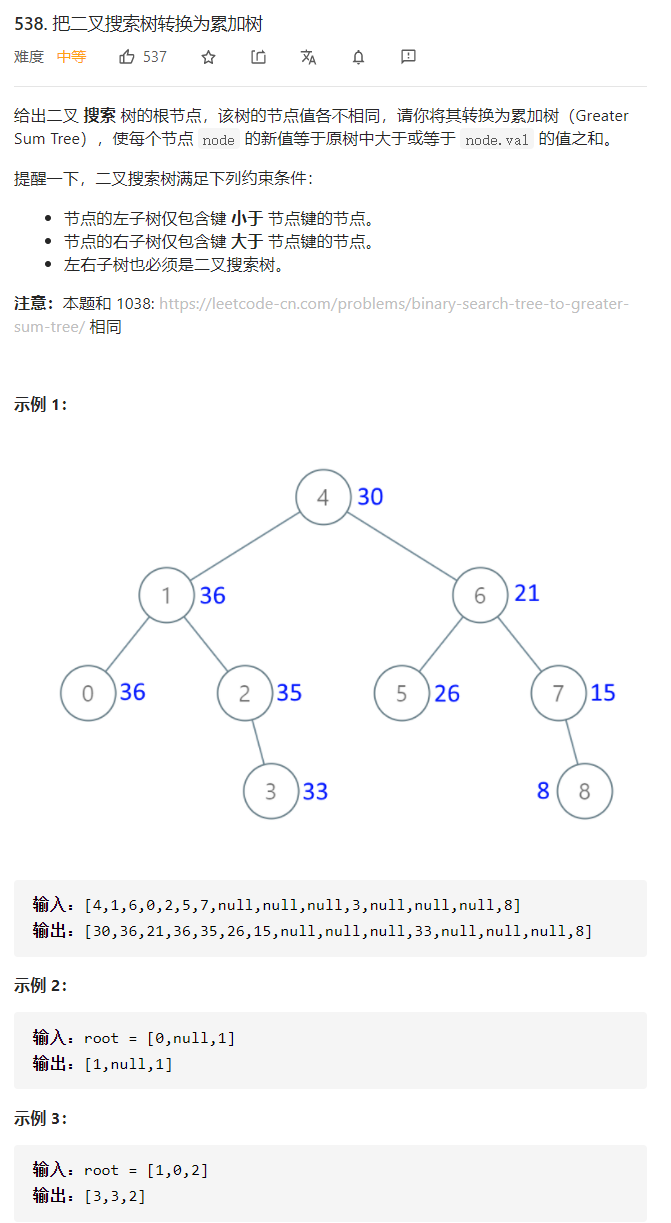 538. 把二叉搜索树转换为累加树
难度 中等 537
给出二叉 搜索 树的根节点，该树的节点值各不相同，请你将其转换为累加树（Greater
Sum Tree），使每个节点 node 的新值等于原树中大于或等于 node.val 的值之和。
提醒一下，二叉搜索树满足下列约束条件：
• 节点的左子树仅包含键 小于 节点键的节点。
• 节点的右子树仅包含键 大于 节点键的节点。
• 左右子树也必须是二叉搜索树。
注意：本题和 1038: https://leetcode-cn.com/problems/binary-search-tree-to-greater-
sum-tree/ 相同
示例 1：
4 30
1 36 6 21
0 36 2 35 5 26 7 15
3 33 8 8
输入：[4,1,6,0,2,5,7,null,null,null,3,null,null,null,8]
输出：[30,36,21,36,35,26,15,null,null,null,33,null,null,null,8]
示例 2：
输入：root = [0,null,1]
输出：[1,null,1]
示例 3：
输入：root = [1,0,2]
输出：[3,3,2]